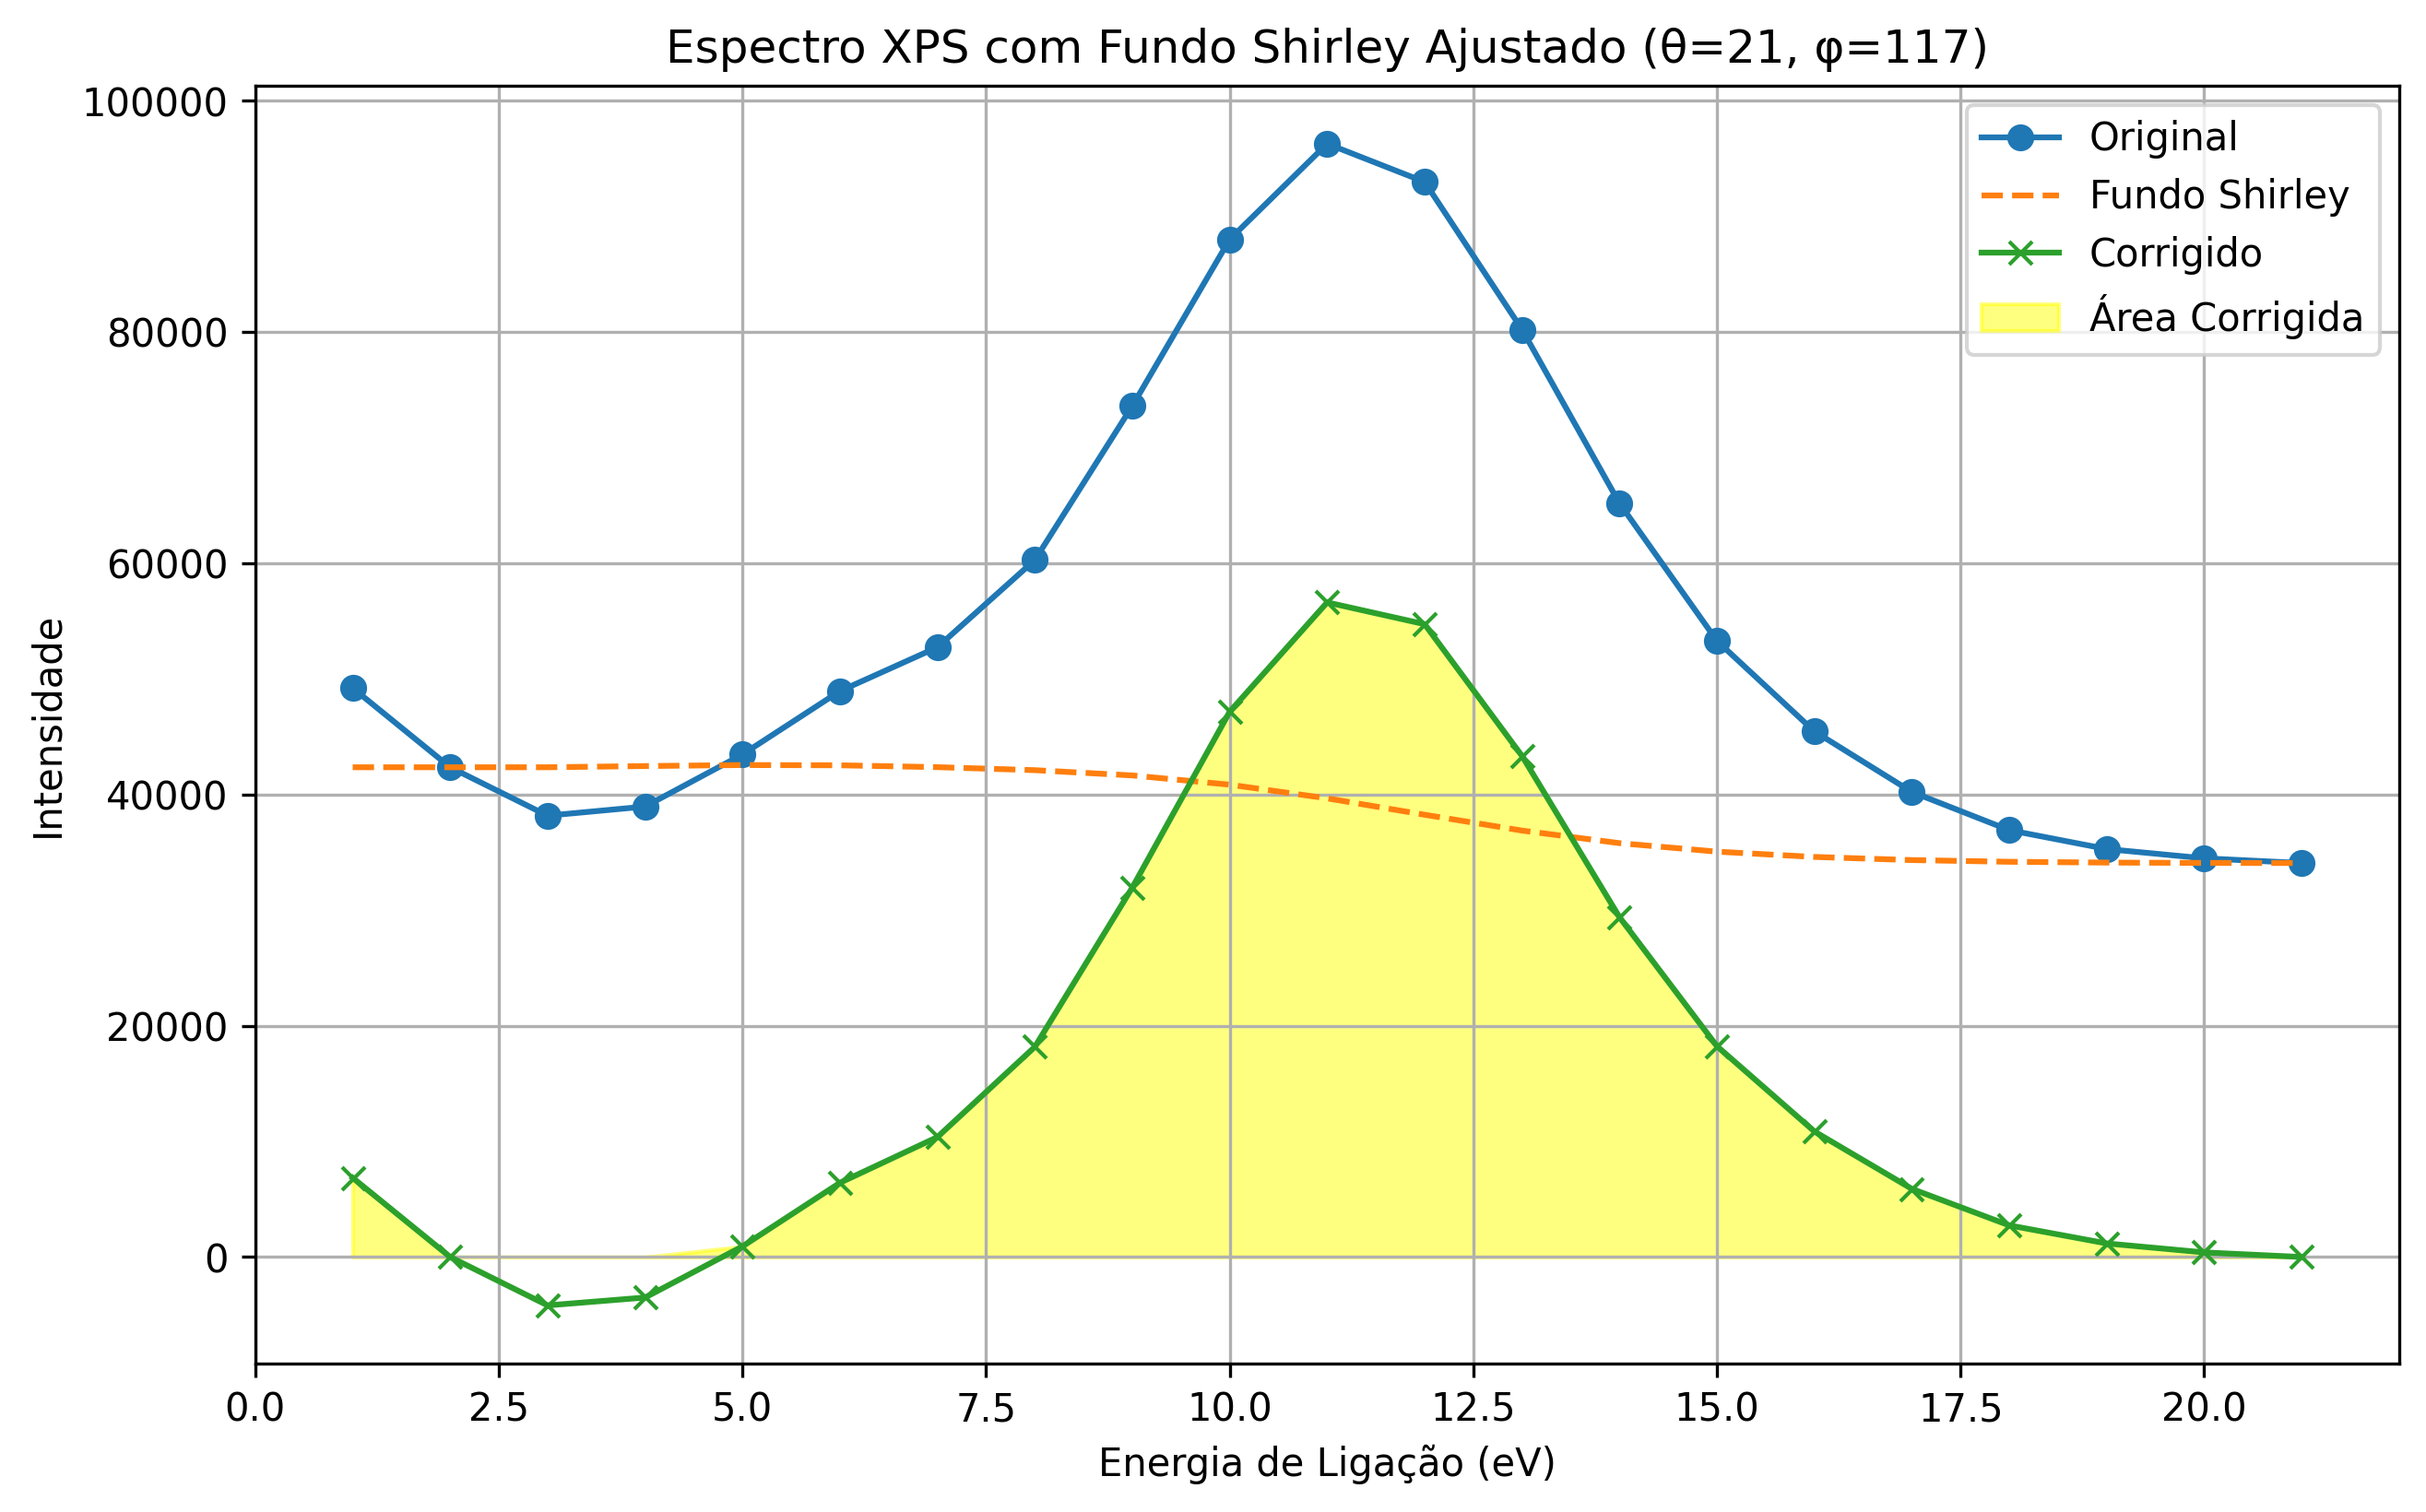 Espectro XPS com Fundo Shirley Ajustado (θ=21, φ=117)
100000
80000
60000
40000
20000
0
Intensidade
Original
Fundo Shirley
Corrigido
Área Corrigida
0.0 2.5 5.0 7.5 10.0 12.5 15.0 17.5 20.0
Energia de Ligação (eV)